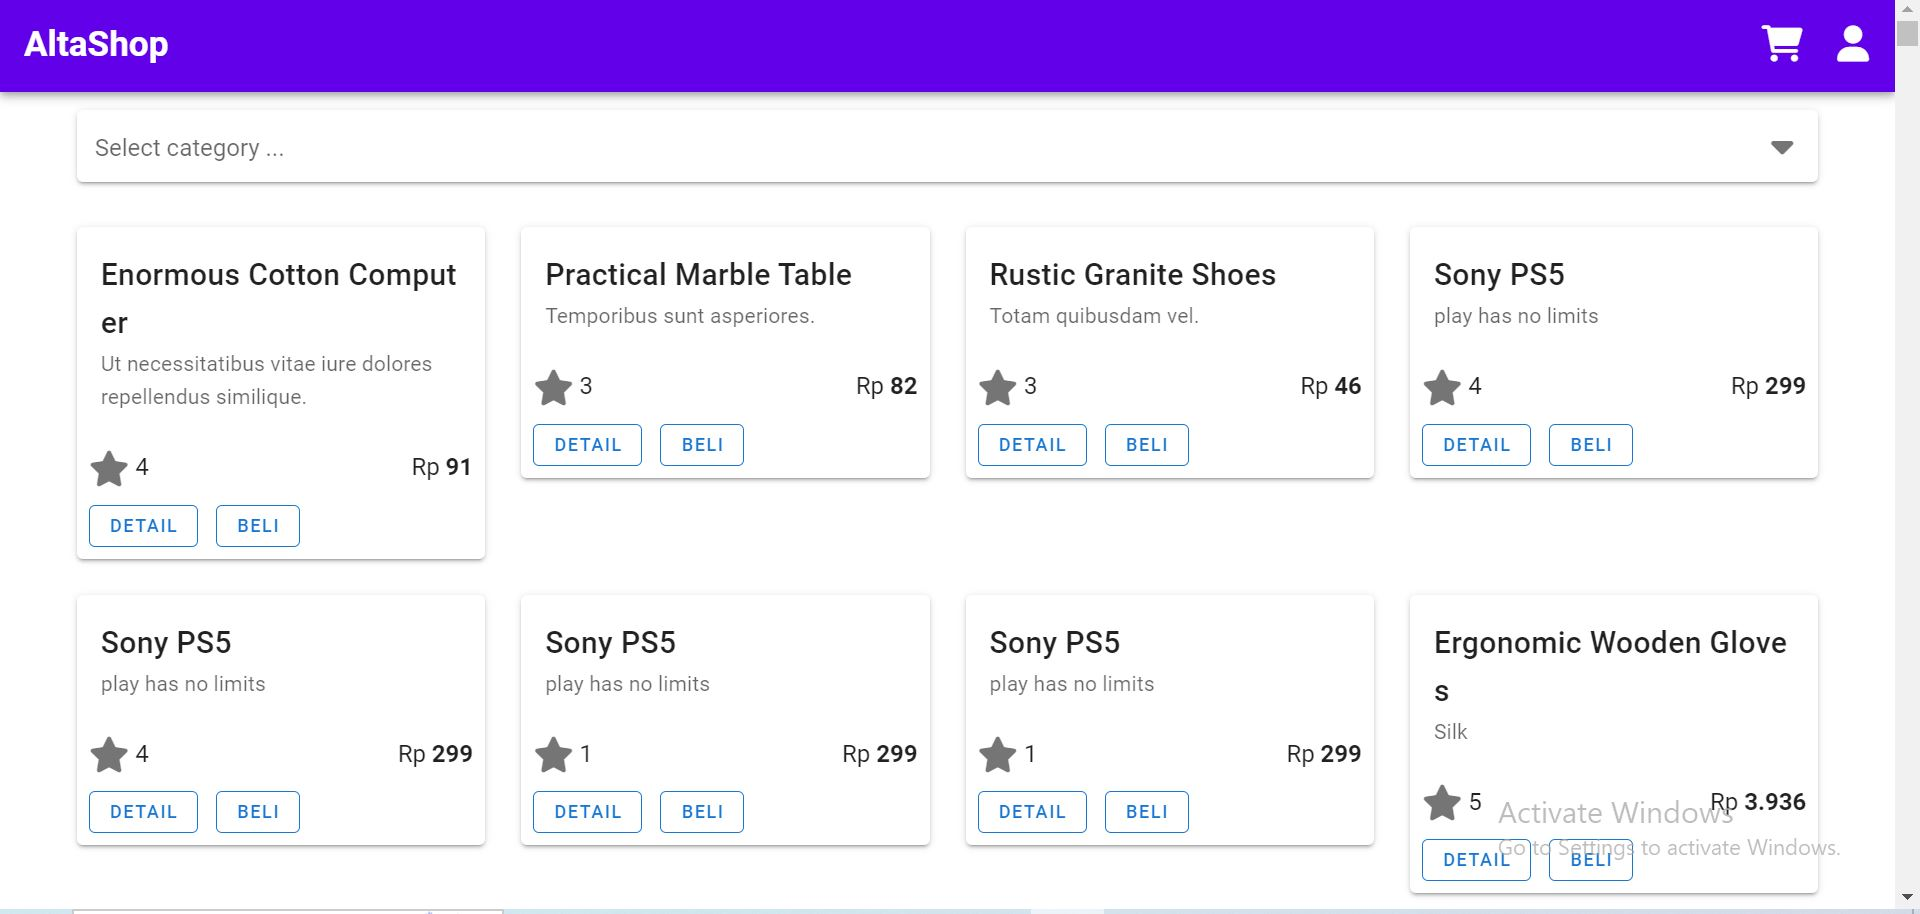 AltaShop
Select category ...
Enormous Cotton Comput
er
Ut necessitatibus vitae iure dolores
repellendus similique.
4
Rp 91
DETAIL
BELI
Practical Marble Table
Temporibus sunt asperiores.
3
Rp 82
DETAIL
BELI
Rustic Granite Shoes
Totam quibusdam vel.
3
Rp 46
DETAIL
BELI
Sony PS5
play has no limits
4
Rp 299
DETAIL
BELI
Sony PS5
play has no limits
4
Rp 299
DETAIL
BELI
Sony PS5
play has no limits
1
Rp 299
DETAIL
BELI
Sony PS5
play has no limits
1
Rp 299
DETAIL
BELI
Ergonomic Wooden Glove
s
Silk
5
Rp 3.936
DETAIL
BELI
Activate Windows
Go to Settings to activate Windows.